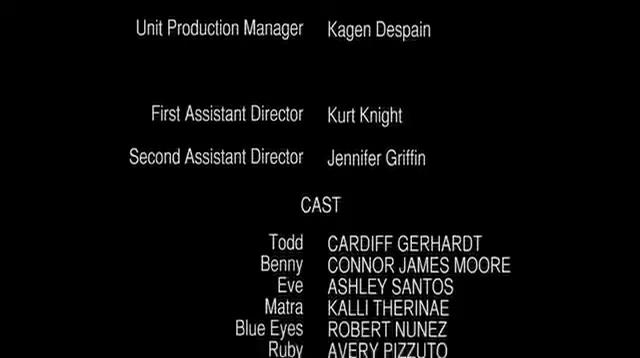 Unit Production Manager Kagen Despain
First Assistant Director Kurt Knight
Second Assistant Director Jennifer Griffin
CAST
Todd CARDIFF GERHARDT
Benny CONNOR JAMES MOORE
Eve ASHLEY SANTOS
Matra KALLI THERINAE
Blue Eyes ROBERT NUNEZ
Ruby AVERY PIZZUTO